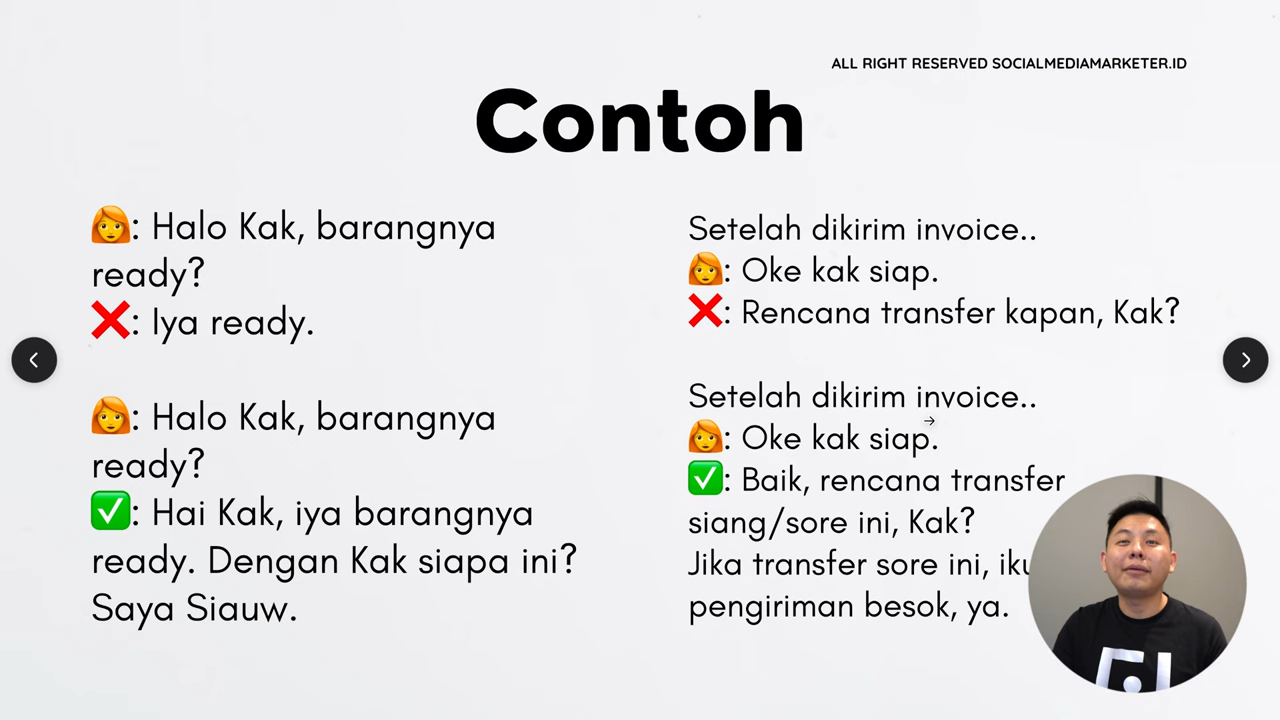 ALL RIGHT RESERVED SOCIALMEDIAMARKETER.ID
Contoh
👩‍🦰: Halo Kak, barangnya
ready?
❌: Iya ready.
👩‍🦰: Halo Kak, barangnya
ready?
✅: Hai Kak, iya barangnya
ready. Dengan Kak siapa ini?
Saya Siauw.
Setelah dikirim invoice..
👩‍🦰: Oke kak siap.
❌: Rencana transfer kapan, Kak?
Setelah dikirim invoice..
👩‍🦰: Oke kak siap.
✅: Baik, rencana transfer
siang/sore ini, Kak?
Jika transfer sore ini,
pengiriman besok, ya.